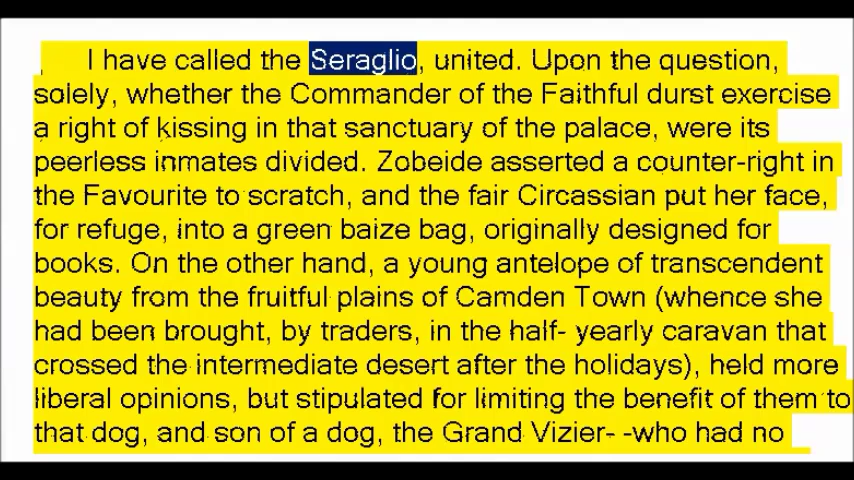 I have called the Seraglio, united. Upon the question,
solely, whether the Commander of the Faithful durst exercise
a right of kissing in that sanctuary of the palace, were its
peerless inmates divided. Zobeide asserted a counter-right in
the Favourite to scratch, and the fair Circassian put her face,
for refuge, into a green baize bag, originally designed for
books. On the other hand, a young antelope of transcendent
beauty from the fruitful plains of Camden Town (whence she
had been brought, by traders, in the half- yearly caravan that
crossed the intermediate desert after the holidays), held more
liberal opinions, but stipulated for limiting the benefit of them to
that dog, and son of a dog, the Grand Vizier- -who had no